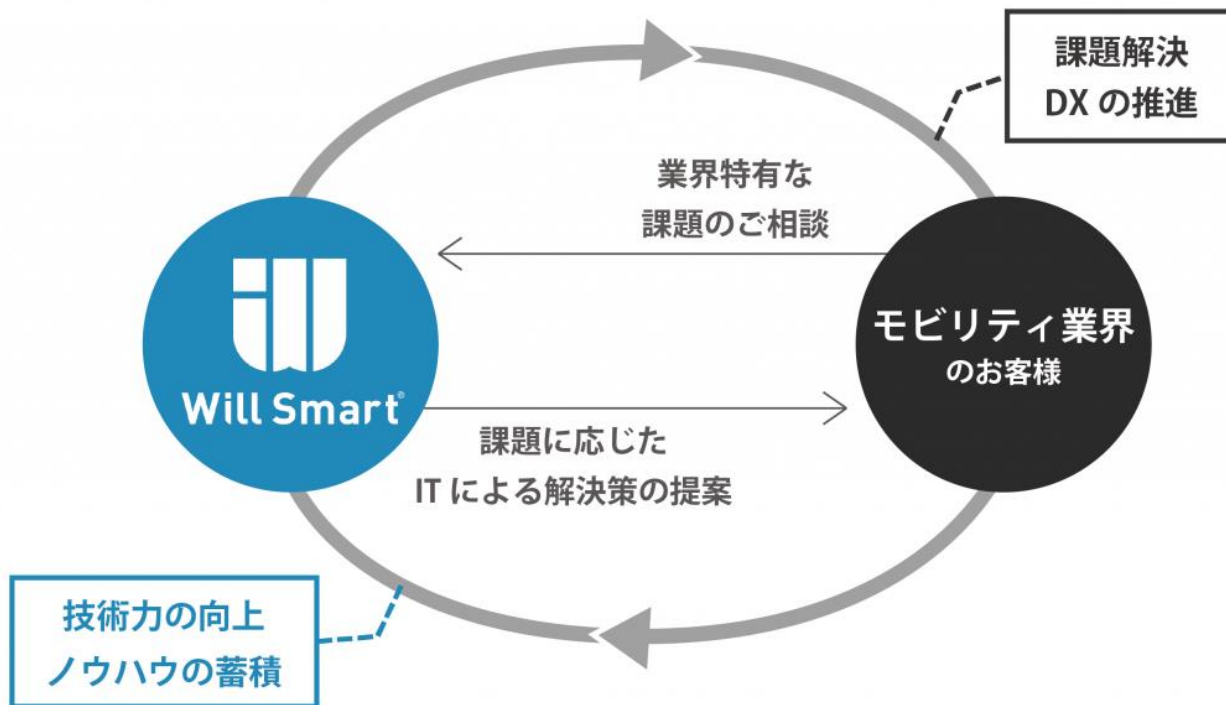 課題解決
DX の推進
業界特有な
課題のご相談
Will Smart®
モビリティ業界
のお客様
課題に応じた
IT による解決策の提案
技術力の向上
ノウハウの蓄積